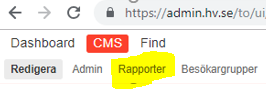 https://admin.hv.se/to/ui
Dashboard CMS Find
Redigera Admin Rapporter Besökargrupper